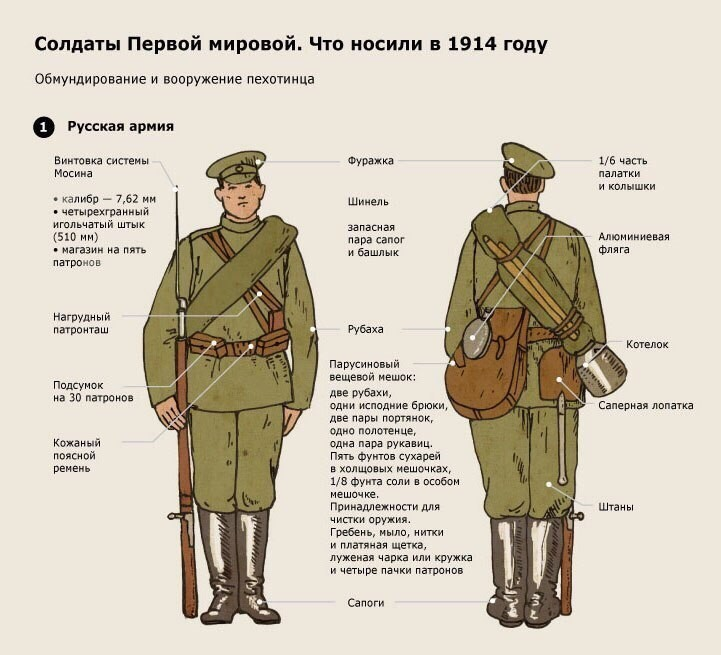 Солдаты Первой мировой. Что носили в 1914 году
Обмундирование и вооружение пехотинца
1 Русская армия
Винтовка системы
Мосина
• калибр — 7,62 мм
• четырехгранный
игольчатый штык
(510 мм)
• магазин на пять
патронов
Нагрудный
патронташ
Подсумок
на 30 патронов
Кожаный
поясной
ремень
Фуражка
Шинель
запасная
пара сапог
и башлык
Рубаха
Парусиновый
вещевой мешок:
две рубахи,
одни исподние брюки,
две пары портянок,
одно полотенце,
одна пара рукавиц.
Пять фунтов сухарей
в холщовых мешочках,
1/8 фунта соли в особом
мешочке.
Принадлежности для
чистки оружия.
Гребень, мыло, нитки
и платяная щетка,
луженая чарка или кружка
и четыре пачки патронов
Сапоги
1/6 часть
палатки
и колышки
Алюминиевая
фляга
Котелок
Саперная лопатка
Штаны